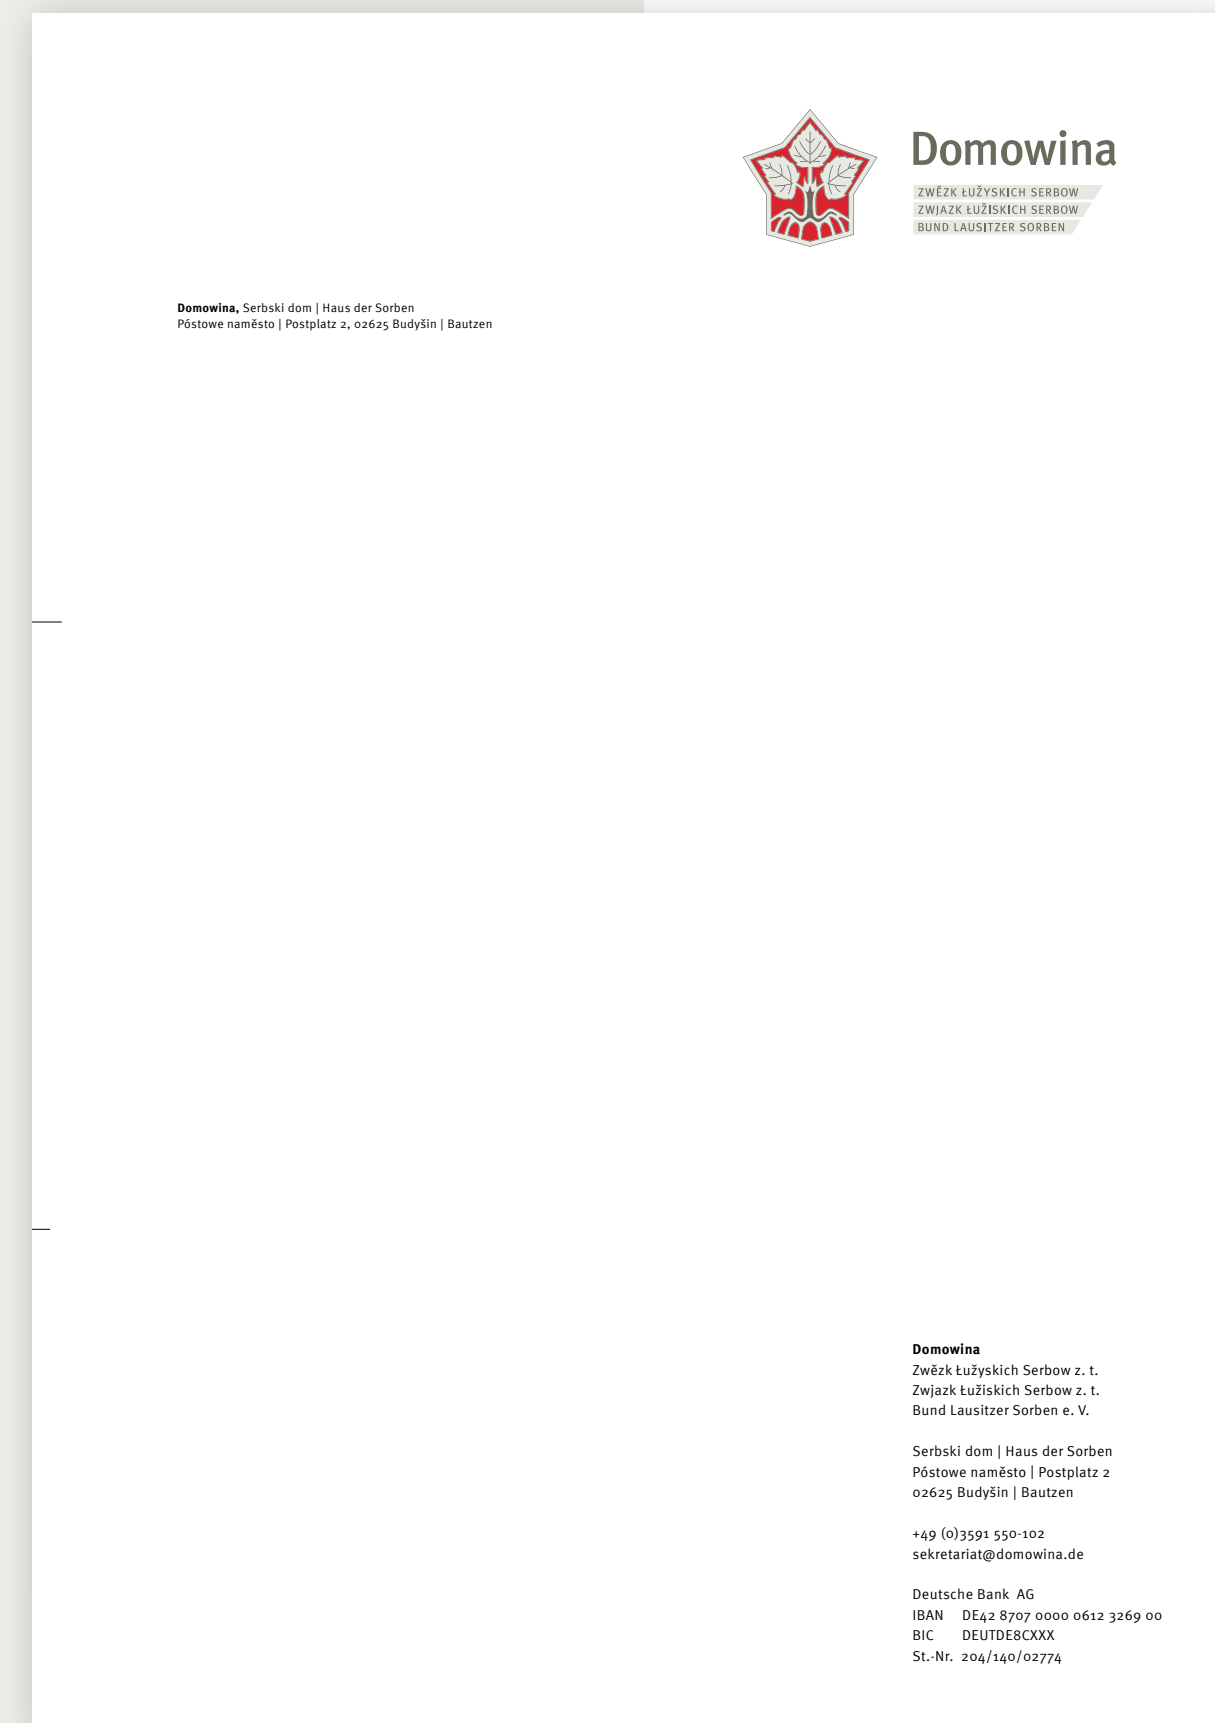 Domowina
ZWĚZK ŁUŽYSKICH SERBOW
ZWJAZK ŁUŽISKICH SERBOW
BUND LAUSITZER SORBEN
Domowina, Serbski dom | Haus der Sorben
Póstowe naměsto | Postplatz 2, 02625 Budyšin | Bautzen
Domowina
Zwězk Łužyskich Serbow z. t.
Zwjazk Łužiskich Serbow z. t.
Bund Lausitzer Sorben e. V.
Serbski dom | Haus der Sorben
Póstowe naměsto | Postplatz 2
02625 Budyšin | Bautzen
+49 (0)3591 550-102
sekretariat@domowina.de
Deutsche Bank AG
IBAN DE42 8707 0000 0612 3269 00
BIC DEUTDE8CXXX
St.-Nr. 204/140/02774